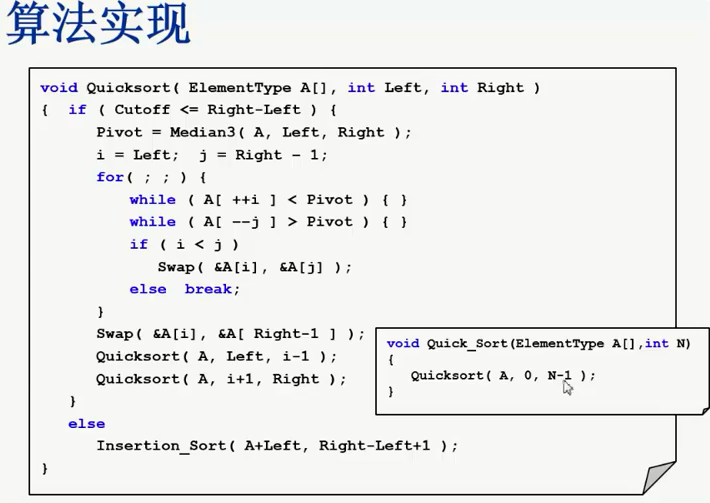 算法实现
void Quicksort( ElementType A[], int Left, int Right )
{ if ( Cutoff <= Right-Left ) {
Pivot = Median3( A, Left, Right );
i = Left; j = Right - 1;
for( ; ; ) {
while ( A[ ++i ] < Pivot ) { }
while ( A[ --j ] > Pivot ) { }
if ( i < j )
Swap( &A[i], &A[j] );
else break;
}
Swap( &A[i], &A[ Right-1 ] );
Quicksort( A, Left, i-1 );
Quicksort( A, i+1, Right );
}
else
Insertion_Sort( A+Left, Right-Left+1 );
}
void Quick_Sort(ElementType A[],int N)
{
Quicksort( A, 0, N-1 );
}